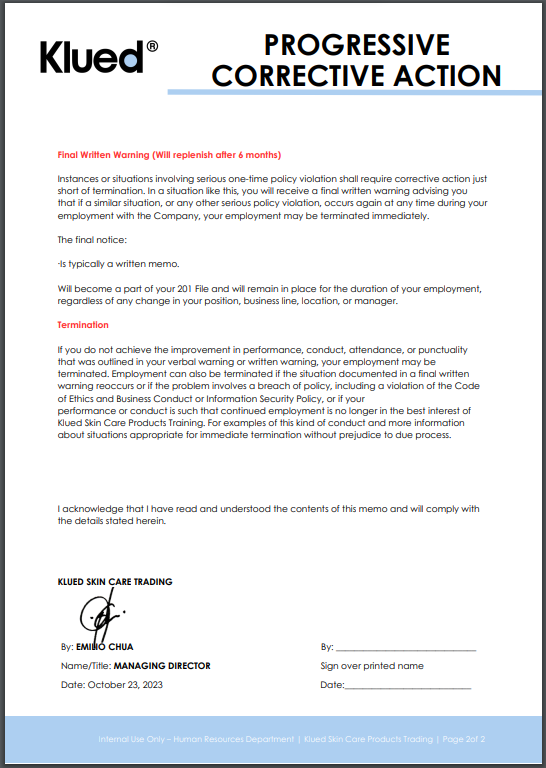 Klued®
PROGRESSIVE
CORRECTIVE ACTION
Final Written Warning (Will replenish after 6 months)
Instances or situations involving serious one-time policy violation shall require corrective action just
short of termination. In a situation like this, you will receive a final written warning advising you
that if a similar situation, or any other serious policy violation, occurs again at any time during your
employment with the Company, your employment may be terminated immediately.
The final notice:
·Is typically a written memo.
Will become a part of your 201 File and will remain in place for the duration of your employment,
regardless of any change in your position, business line, location, or manager.
Termination
If you do not achieve the improvement in performance, conduct, attendance, or punctuality
that was outlined in your verbal warning or written warning, your employment may be
terminated. Employment can also be terminated if the situation documented in a final written
warning reoccurs or if the problem involves a breach of policy, including a violation of the Code
of Ethics and Business Conduct or Information Security Policy, or if your
performance or conduct is such that continued employment is no longer in the best interest of
Klued Skin Care Products Training. For examples of this kind of conduct and more information
about situations appropriate for immediate termination without prejudice to due process.
I acknowledge that I have read and understood the contents of this memo and will comply with
the details stated herein.
KLUED SKIN CARE TRADING
By: EMILIO CHUA
By: ____________________________
Name/Title: MANAGING DIRECTOR
Sign over printed name
Date: October 23, 2023
Date:_________________________
Internal Use Only – Human Resources Department | Klued Skin Care Products Trading | Page 2of 2